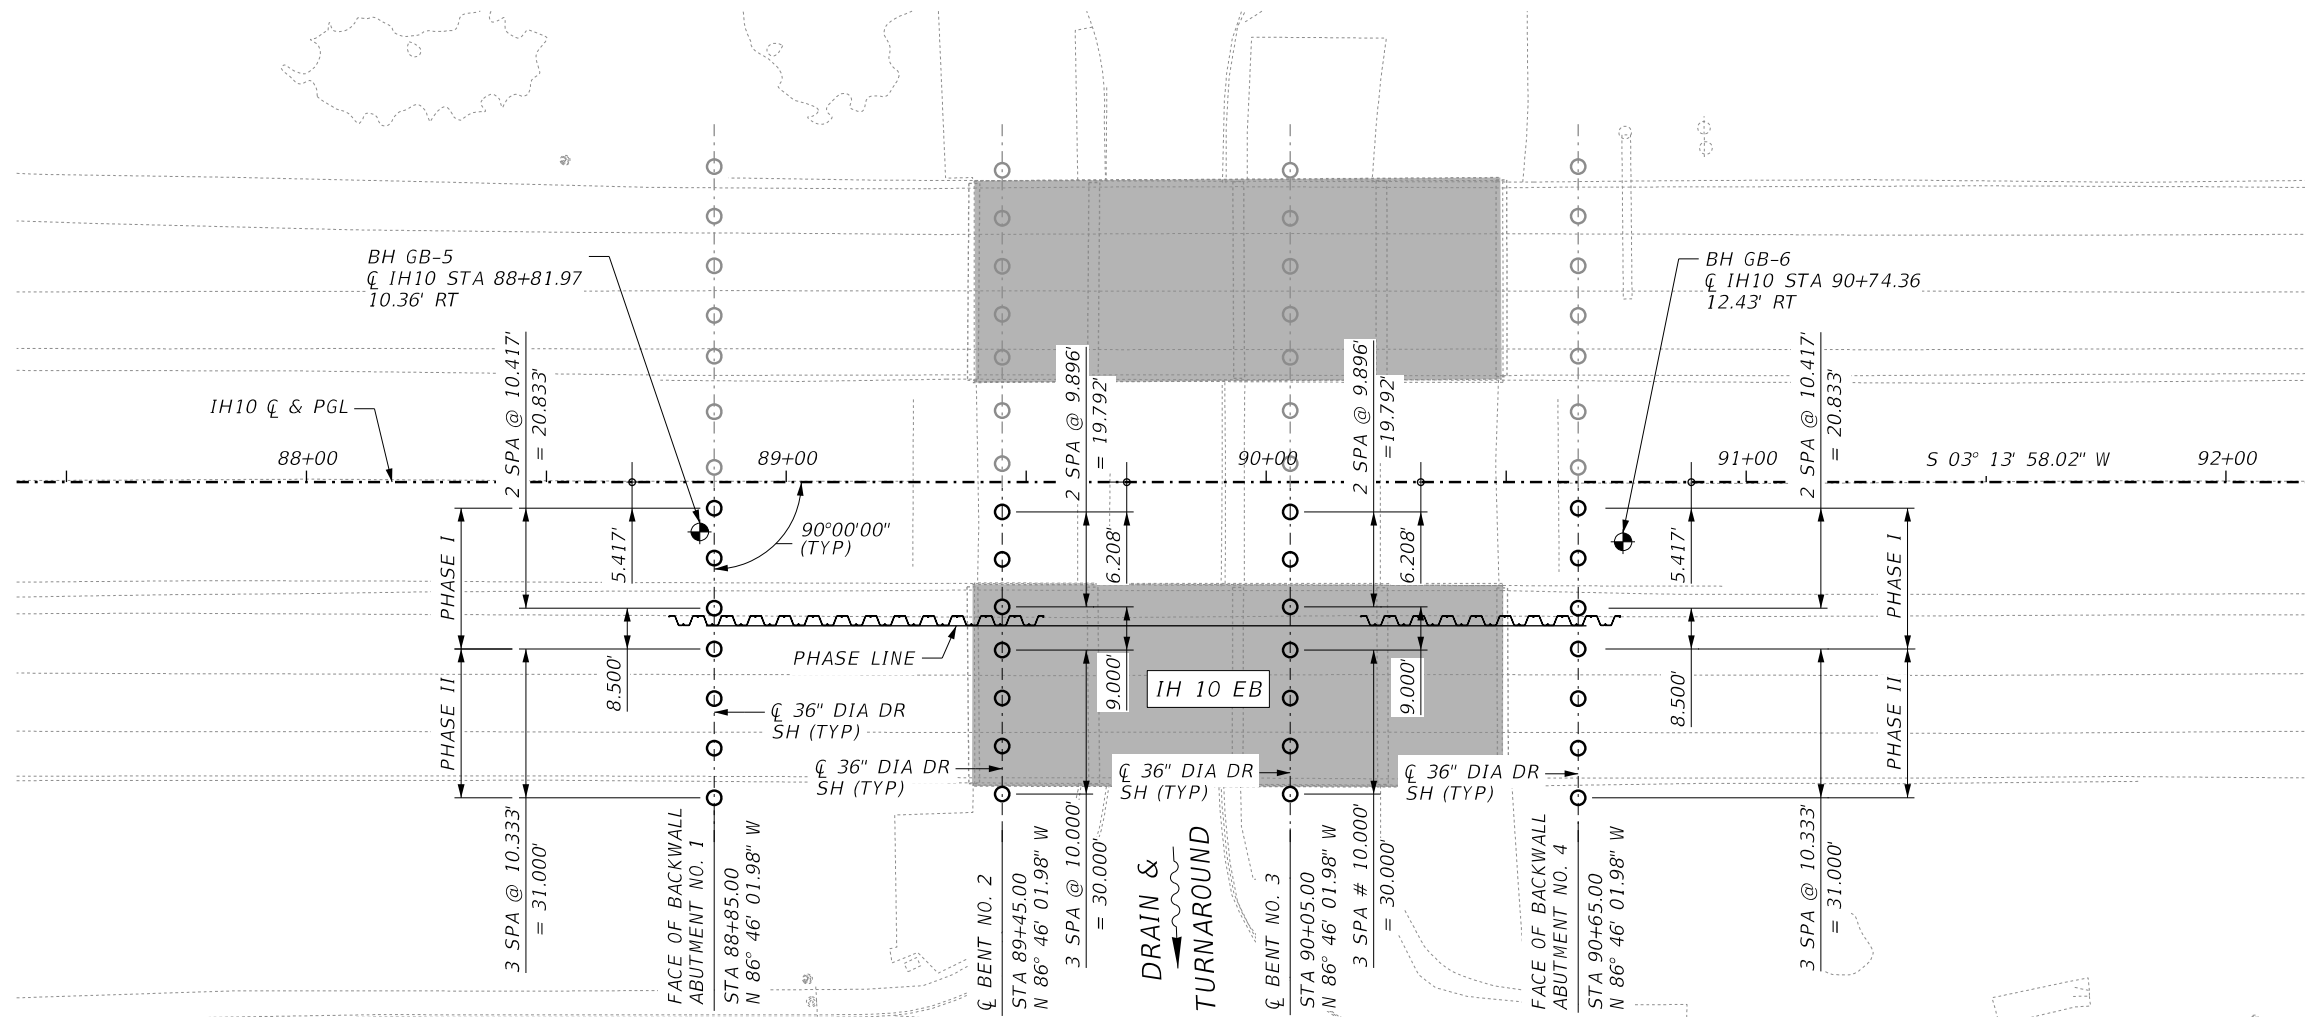 BH GB-5
℄ IH10 STA 88+81.97
10.36' RT
BH GB-6
℄ IH10 STA 90+74.36
12.43' RT
2 SPA @ 10.417'
= 20.833'
2 SPA @ 9.896'
= 19.792'
2 SPA @ 9.896'
=19.792'
2 SPA @ 10.417'
= 20.833'
IH10 ℄ & PGL
88+00
89+00
90+00
91+00
S 03° 13' 58.02" W
92+00
90°00'00"
(TYP)
PHASE I
5.417'
6.208'
6.208'
5.417'
PHASE I
PHASE LINE
PHASE II
8.500'
9.000'
IH 10 EB
9.000'
8.500'
PHASE II
℄ 36" DIA DR
SH (TYP)
℄ 36" DIA DR
SH (TYP)
℄ 36" DIA DR
SH (TYP)
℄ 36" DIA DR
SH (TYP)
3 SPA @ 10.333'
= 31.000'
FACE OF BACKWALL
ABUTMENT NO. 1
STA 88+85.00
N 86° 46' 01.98" W
℄ BENT NO. 2
STA 89+45.00
N 86° 46' 01.98" W
3 SPA @ 10.000'
= 30.000'
DRAIN &
TURNAROUND
℄ BENT NO. 3
STA 90+05.00
N 86° 46' 01.98" W
3 SPA # 10.000'
= 30.000'
FACE OF BACKWALL
ABUTMENT NO. 4
STA 90+65.00
N 86° 46' 01.98" W
3 SPA @ 10.333'
= 31.000'